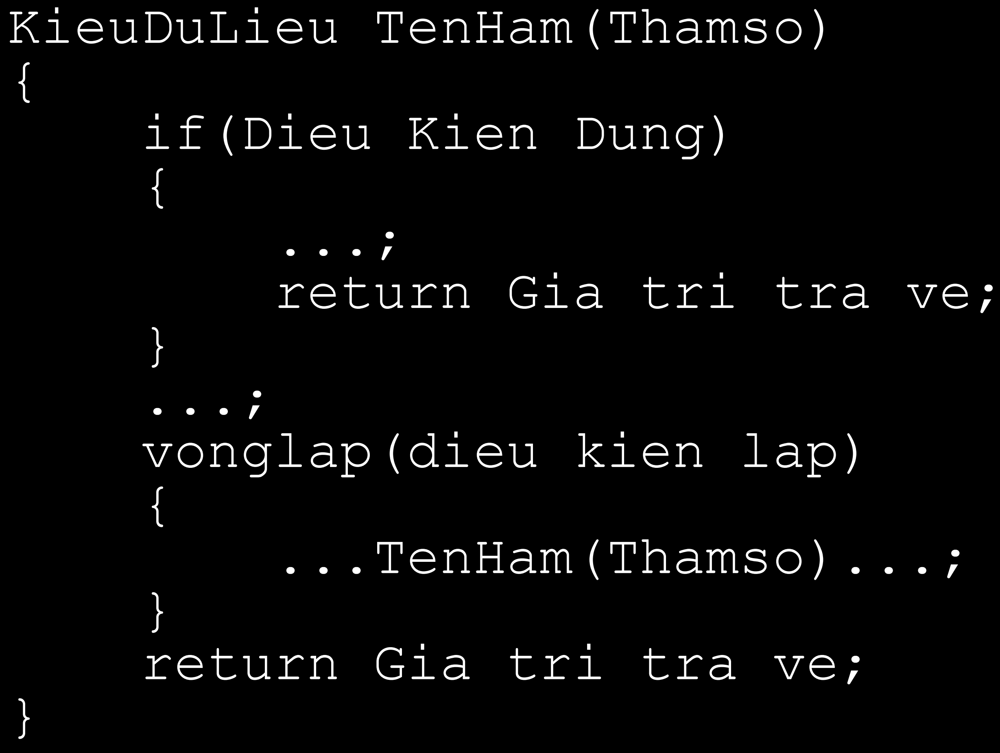 KieuDuLieu TenHam(Thamso)
{
    if(Dieu Kien Dung)
    {
        ...;
        return Gia tri tra ve;
    }
    ...;
    vonglap(dieu kien lap)
    {
        ...TenHam(Thamso)...;
    }
    return Gia tri tra ve;
}